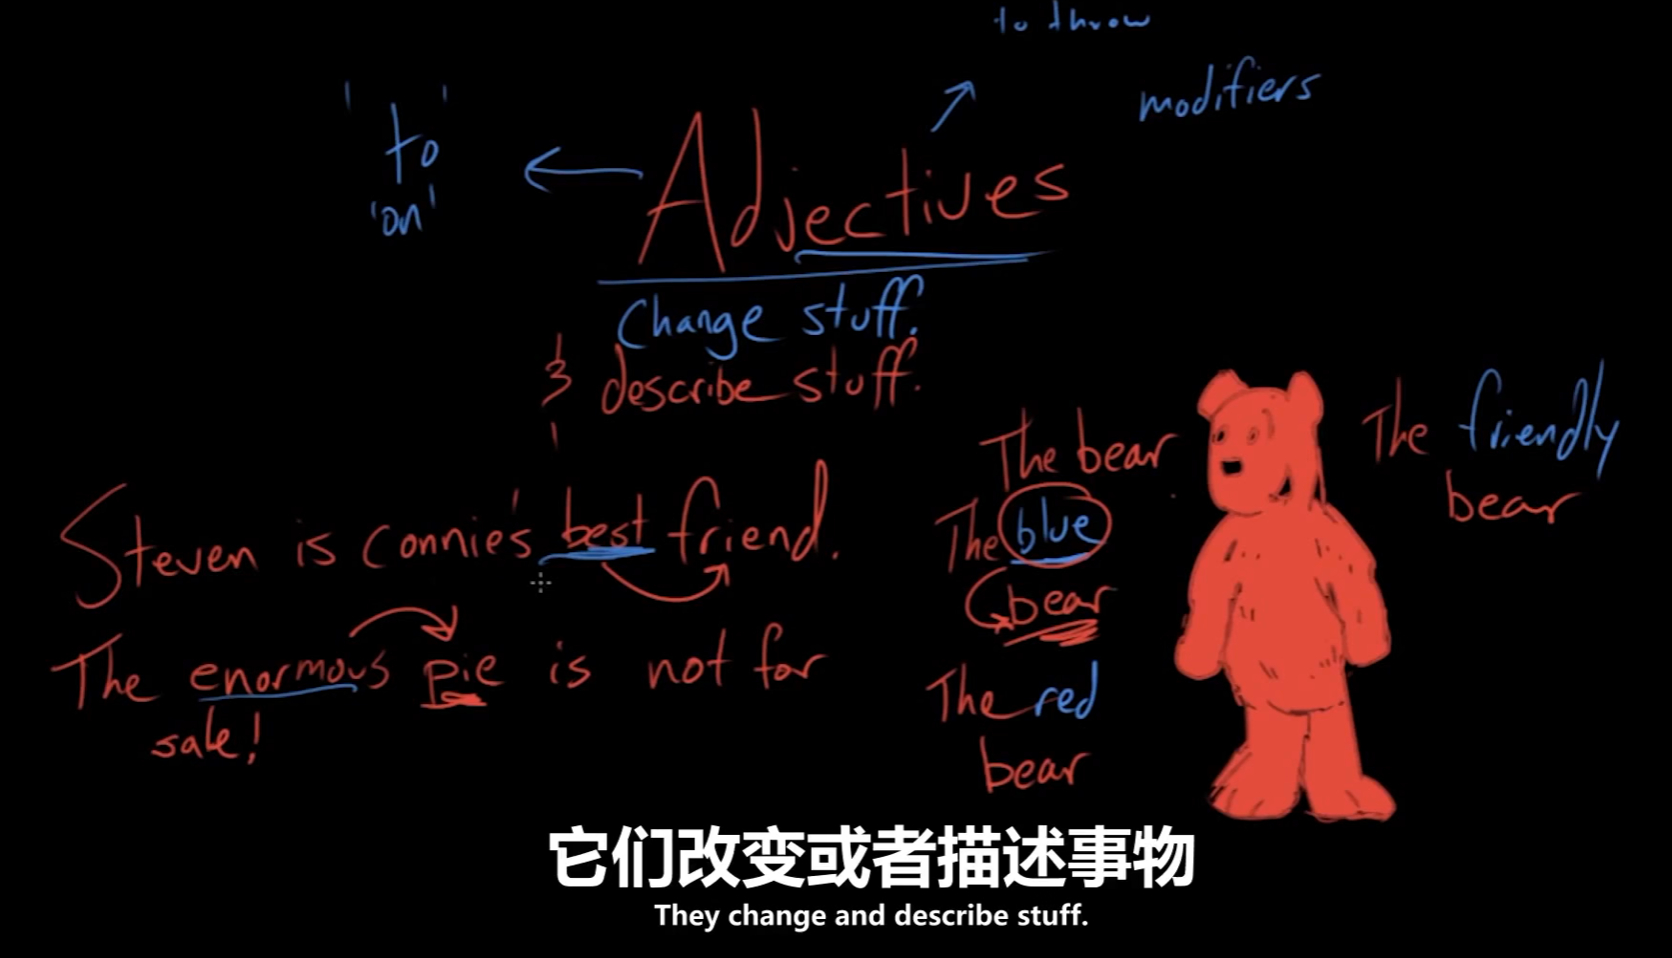 to throw
modifiers
'to'
'on'
Adjectives
Change stuff.
& describe stuff.
Steven is Connie's best friend.
The enormous pie is not for
sale!
The bear
The blue
bear
The red
bear
The friendly
bear
它们改变或者描述事物
They change and describe stuff.